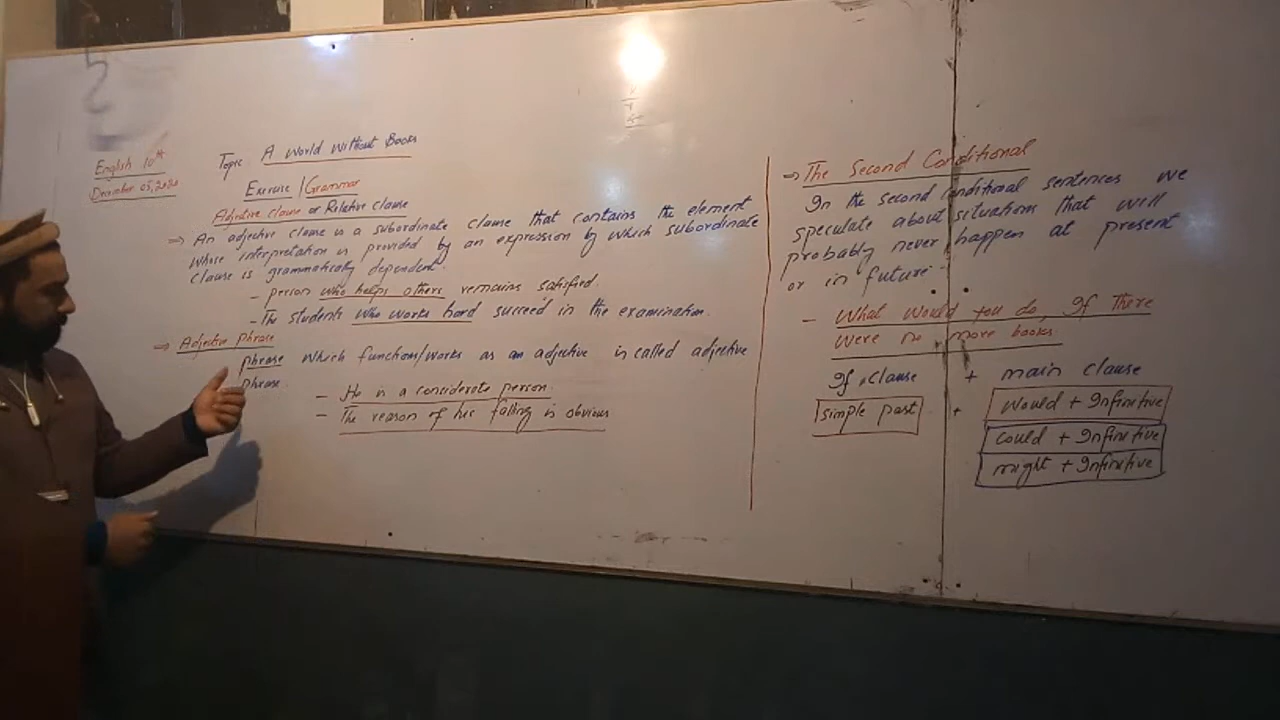 English 10th
December 05, 2020
Topic: A World Without Books
Exercise / Grammar
Adjective clause or Relative clause
⇒ An adjective clause is a subordinate clause that contains the element
whose interpretation is provided by an expression by which subordinate
clause is grammatically dependent.
- person who helps others remains satisfied.
- The students who works hard succeed in the examination.
⇒ Adjective phrase
phrase which functions/works as an adjective is called adjective
phrase.
- He is a considerate person.
- The reason of his failing is obvious
⇒ The Second Conditional
In the second conditional sentences we
speculate about situations that will
probably never happen at present
or in future.
- What would you do, If There
were no more books.
If clause + main clause
simple past + would + Infinitive
could + Infinitive
might + Infinitive